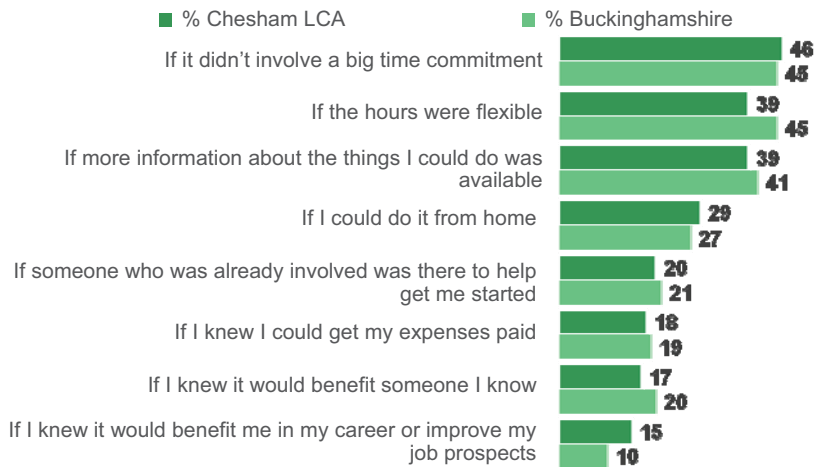 % Chesham LCA % Buckinghamshire
If it didn’t involve a big time commitment
46
45
If the hours were flexible
39
45
If more information about the things I could do was
available
39
41
If I could do it from home
29
27
If someone who was already involved was there to help
get me started
20
21
If I knew I could get my expenses paid
18
19
If I knew it would benefit someone I know
17
20
If I knew it would benefit me in my career or improve my
job prospects
15
10